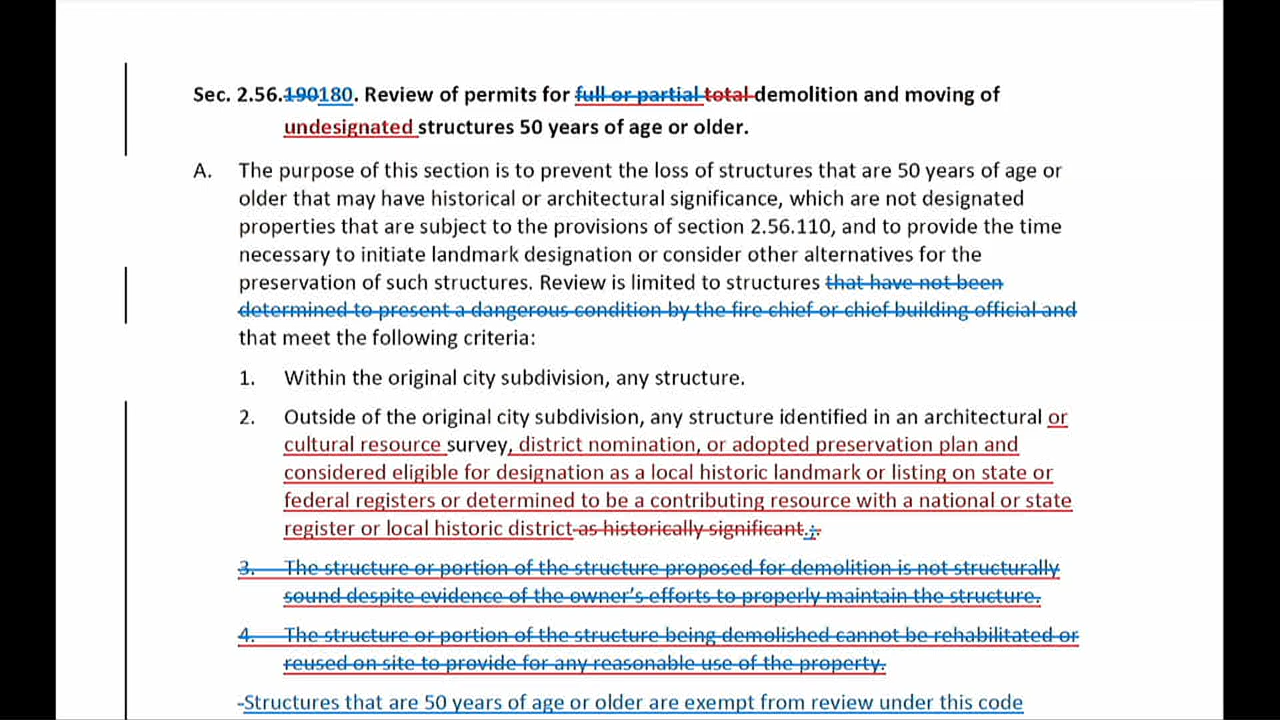 Sec. 2.56.190180. Review of permits for full or partial total demolition and moving of
undesignated structures 50 years of age or older.
A. The purpose of this section is to prevent the loss of structures that are 50 years of age or
older that may have historical or architectural significance, which are not designated
properties that are subject to the provisions of section 2.56.110, and to provide the time
necessary to initiate landmark designation or consider other alternatives for the
preservation of such structures. Review is limited to structures that have not been
determined to present a dangerous condition by the fire chief or chief building official and
that meet the following criteria:
1. Within the original city subdivision, any structure.
2. Outside of the original city subdivision, any structure identified in an architectural or
cultural resource survey, district nomination, or adopted preservation plan and
considered eligible for designation as a local historic landmark or listing on state or
federal registers or determined to be a contributing resource with a national or state
register or local historic district as historically significant.;.
3. The structure or portion of the structure proposed for demolition is not structurally
sound despite evidence of the owner's efforts to properly maintain the structure.
4. The structure or portion of the structure being demolished cannot be rehabilitated or
reused on site to provide for any reasonable use of the property.
-Structures that are 50 years of age or older are exempt from review under this code